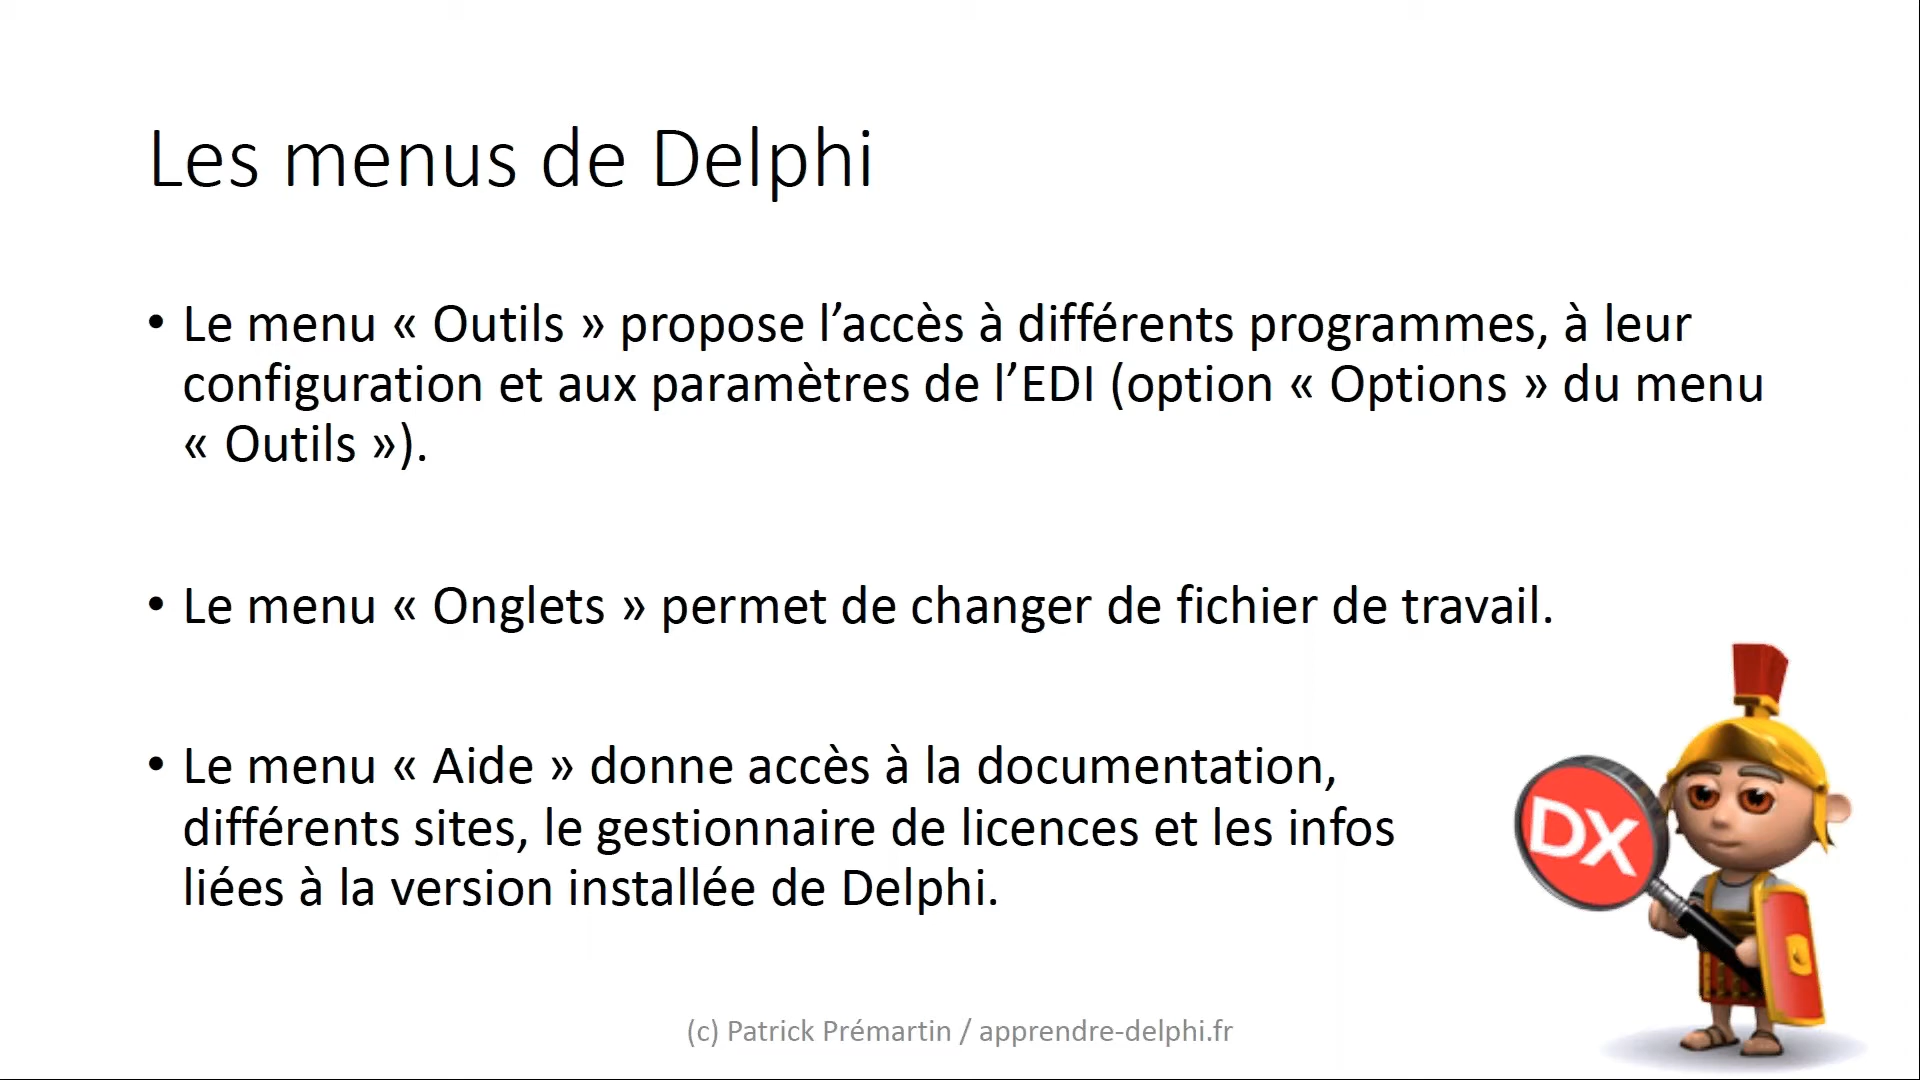 Les menus de Delphi
• Le menu « Outils » propose l’accès à différents programmes, à leur
configuration et aux paramètres de l’EDI (option « Options » du menu
« Outils »).
• Le menu « Onglets » permet de changer de fichier de travail.
• Le menu « Aide » donne accès à la documentation,
différents sites, le gestionnaire de licences et les infos
liées à la version installée de Delphi.
DX
(c) Patrick Prémartin / apprendre-delphi.fr